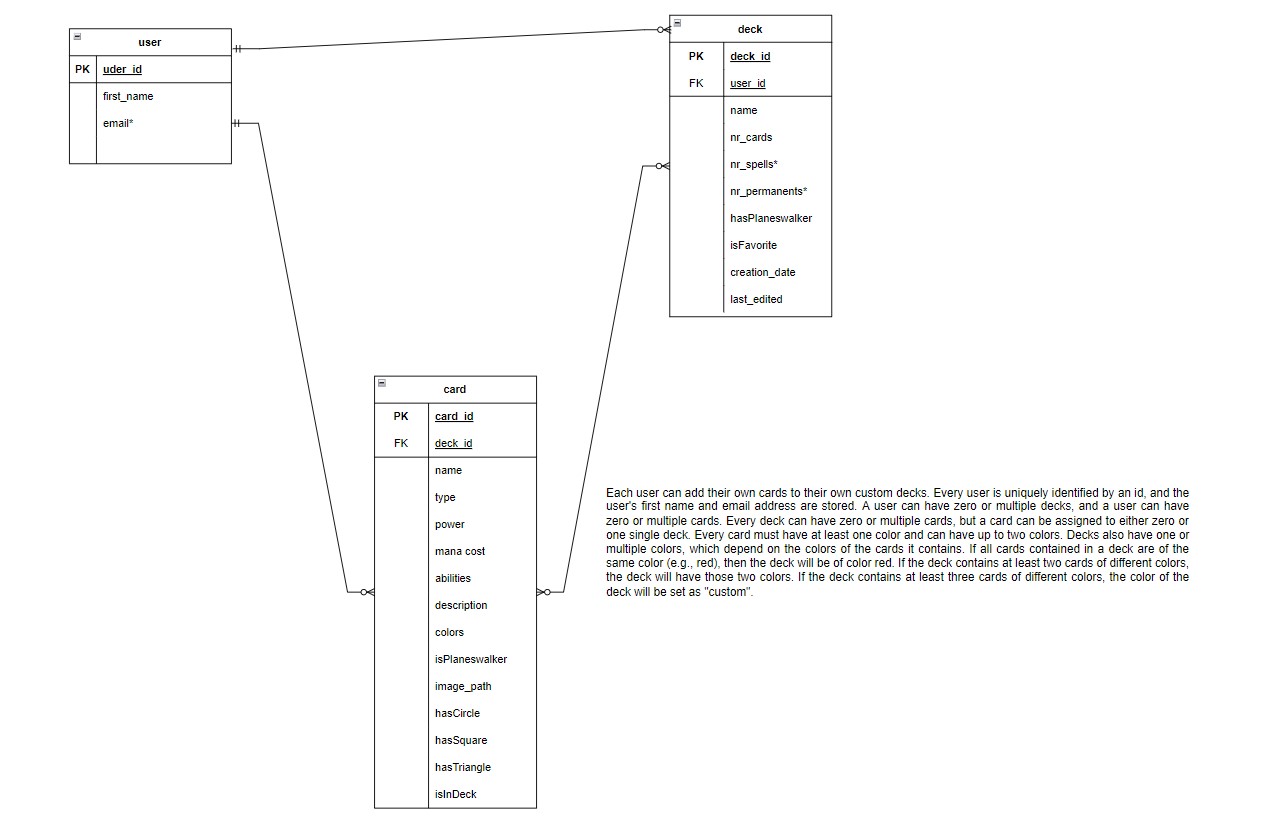 user
PK uder_id
first_name
email*
deck
PK deck_id
FK user_id
name
nr_cards
nr_spells*
nr_permanents*
hasPlaneswalker
isFavorite
creation_date
last_edited
card
PK card_id
FK deck_id
name
type
power
mana cost
abilities
description
colors
isPlaneswalker
image_path
hasCircle
hasSquare
hasTriangle
isInDeck
Each user can add their own cards to their own custom decks. Every user is uniquely identified by an id, and the
user's first name and email address are stored. A user can have zero or multiple decks, and a user can have
zero or multiple cards. Every deck can have zero or multiple cards, but a card can be assigned to either zero or
one single deck. Every card must have at least one color and can have up to two colors. Decks also have one or
multiple colors, which depend on the colors of the cards it contains. If all cards contained in a deck are of the
same color (e.g., red), then the deck will be of color red. If the deck contains at least two cards of different colors,
the deck will have those two colors. If the deck contains at least three cards of different colors, the color of the
deck will be set as "custom".